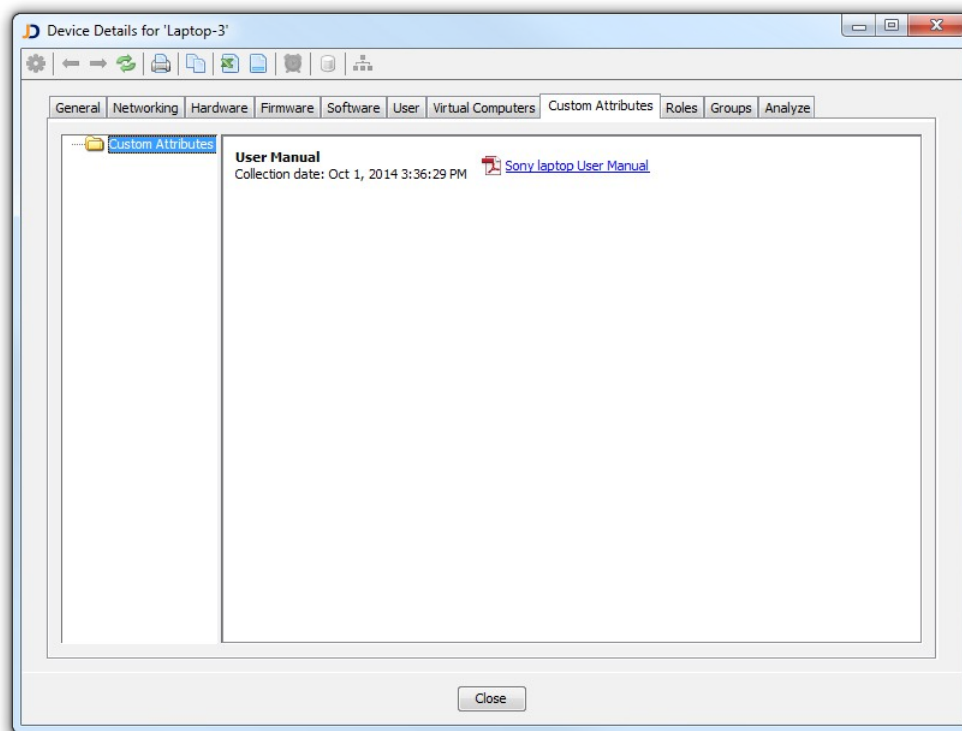 Device Details for 'Laptop-3'
General Networking Hardware Firmware Software User Virtual Computers Custom Attributes Roles Groups Analyze
Custom Attributes
User Manual
Collection date: Oct 1, 2014 3:36:29 PM
Sony laptop User Manual
Close